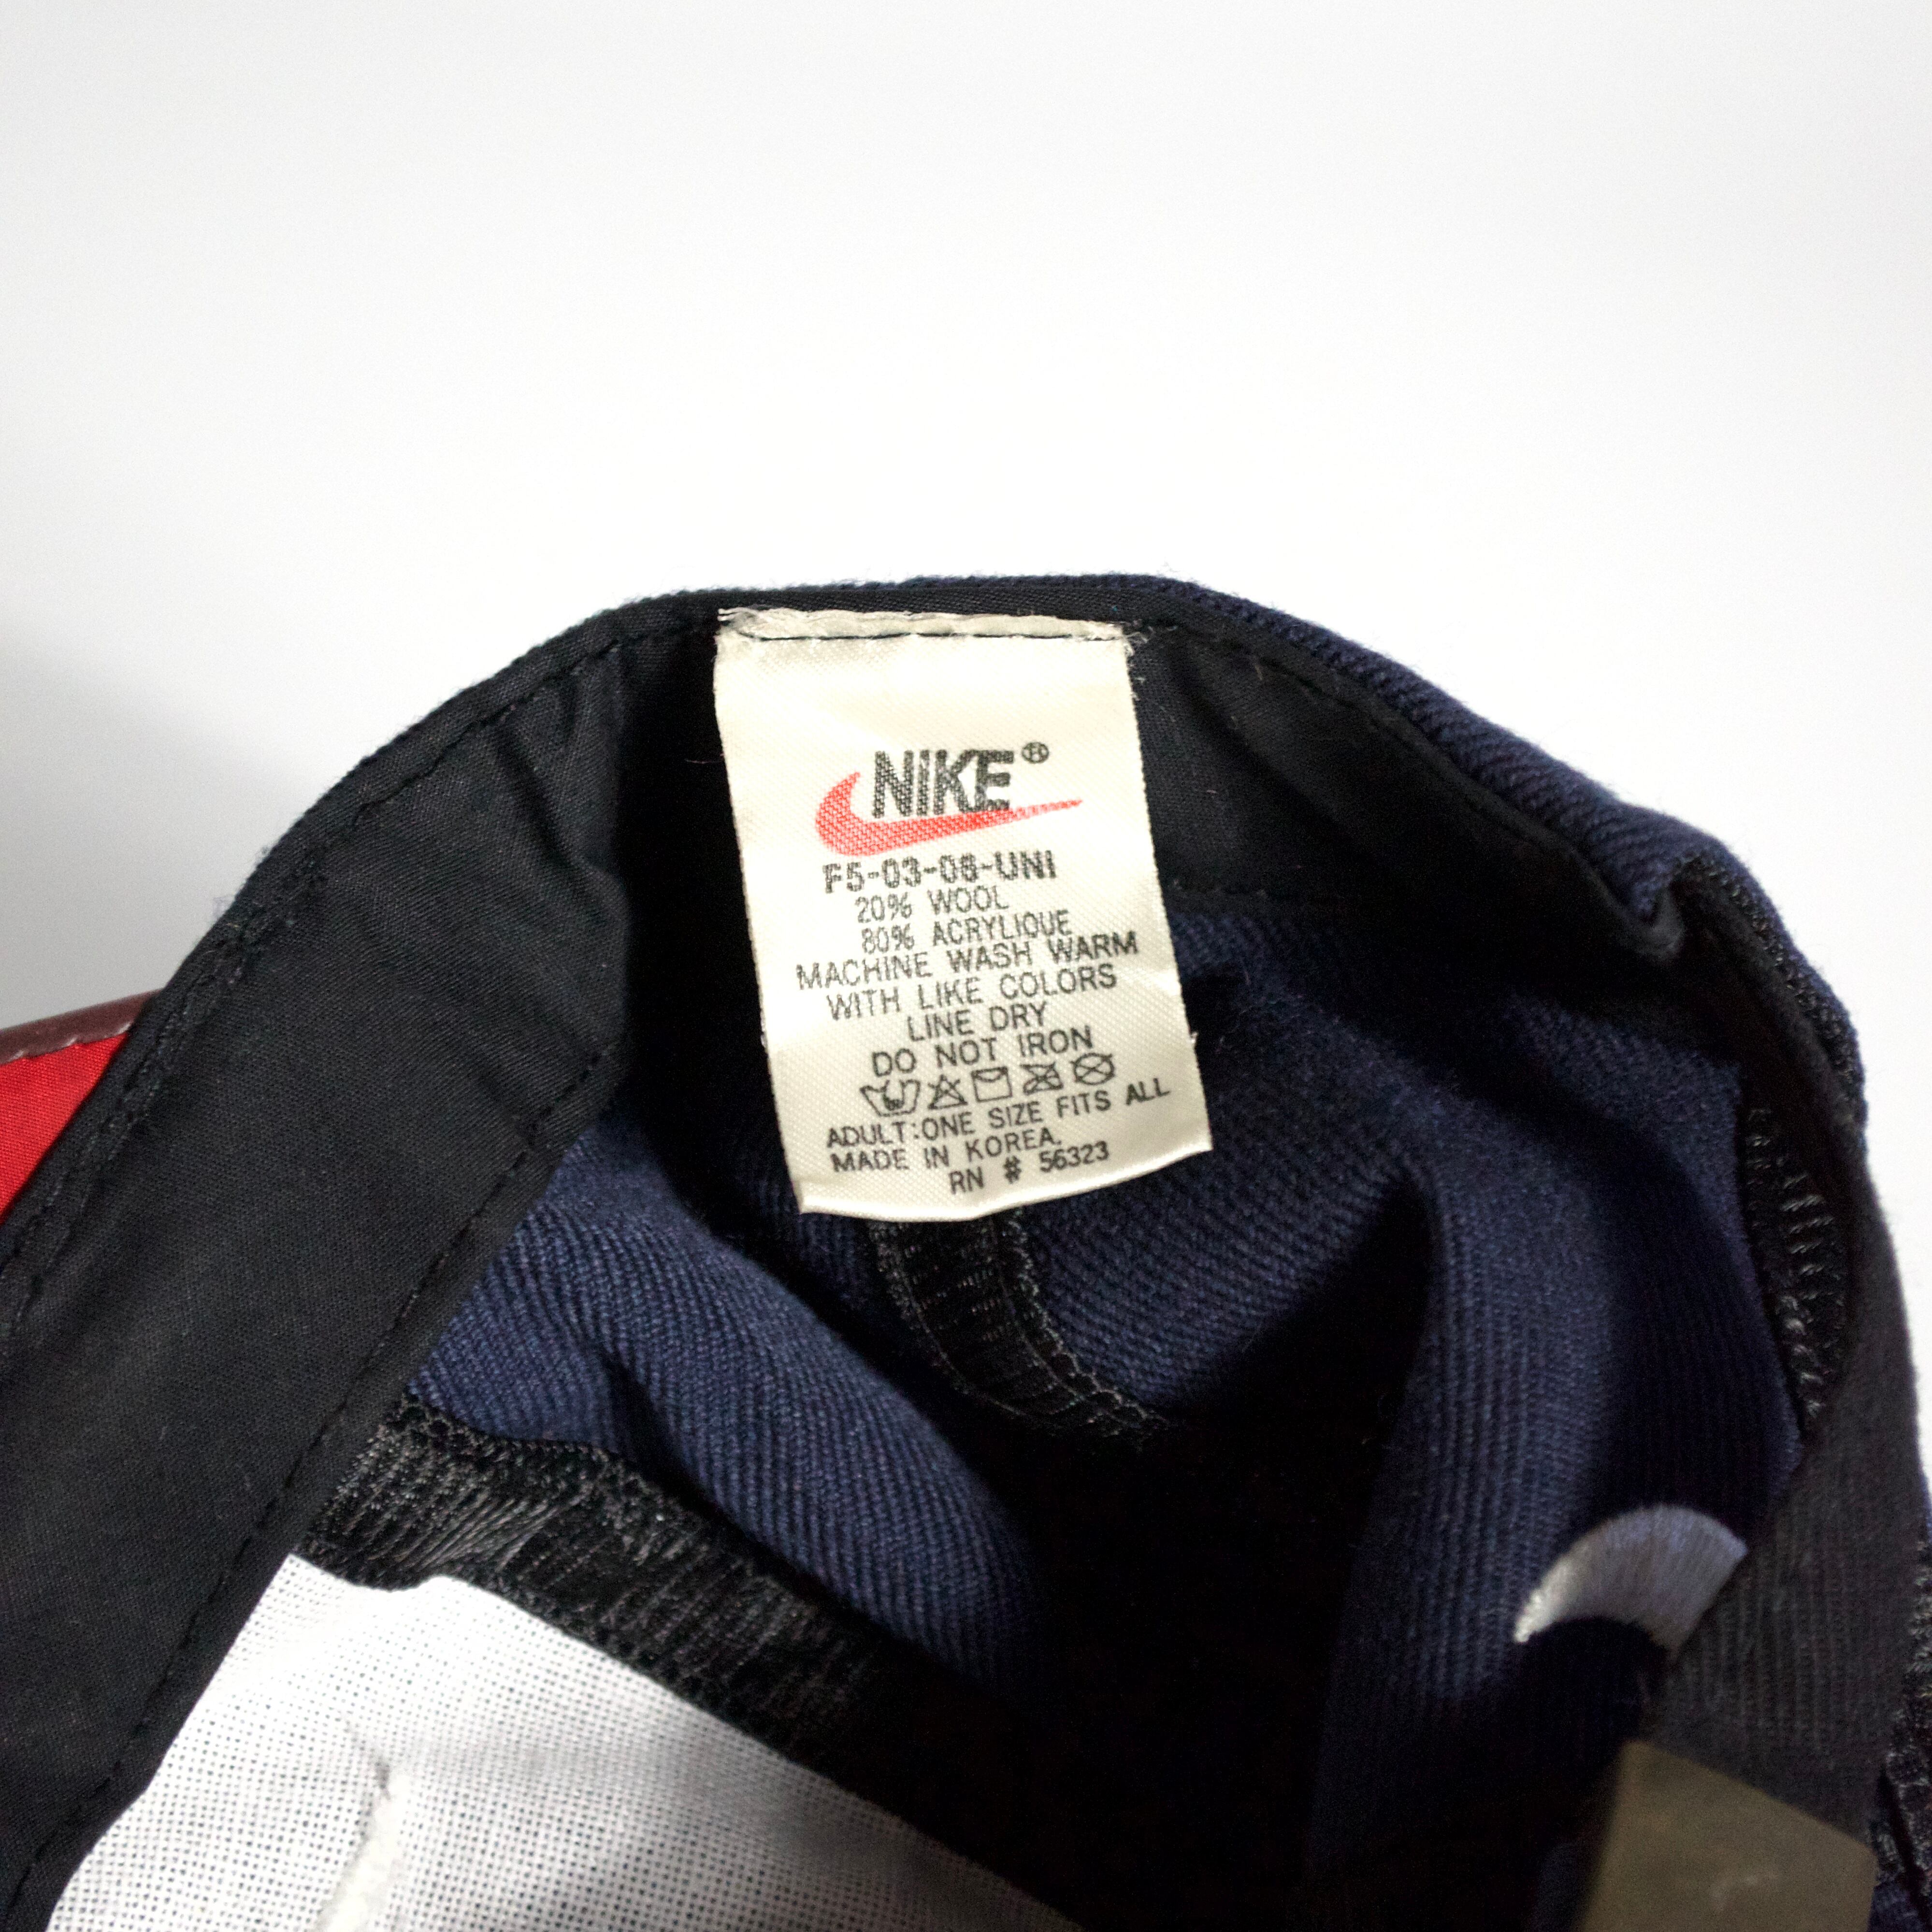 NIKE®
F5-03-08-UNI
20% WOOL
80% ACRYLIQUE
MACHINE WASH WARM
WITH LIKE COLORS
LINE DRY
DO NOT IRON
ADULT:ONE SIZE FITS ALL
MADE IN KOREA.
RN # 56323